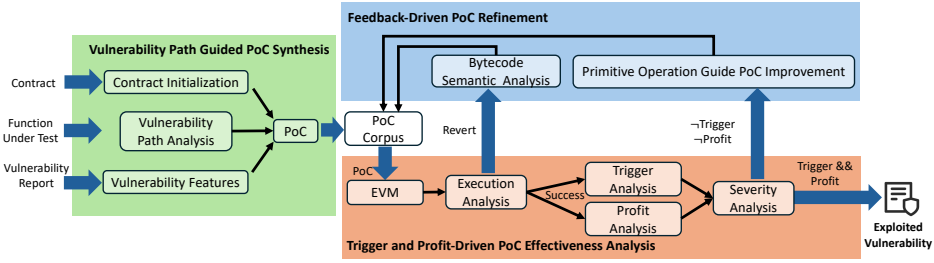 Feedback-Driven PoC Refinement
Vulnerability Path Guided PoC Synthesis
Bytecode
Semantic Analysis
Primitive Operation Guide PoC Improvement
Contract
Contract Initialization
Function
Under Test
Vulnerability
Path Analysis
PoC
PoC
Corpus
Revert
¬Trigger
¬Profit
Vulnerability
Report
Vulnerability Features
PoC
EVM
Execution
Analysis
Success
Trigger
Analysis
Profit
Analysis
Severity
Analysis
Trigger &&
Profit
Exploited
Vulnerability
Trigger and Profit-Driven PoC Effectiveness Analysis